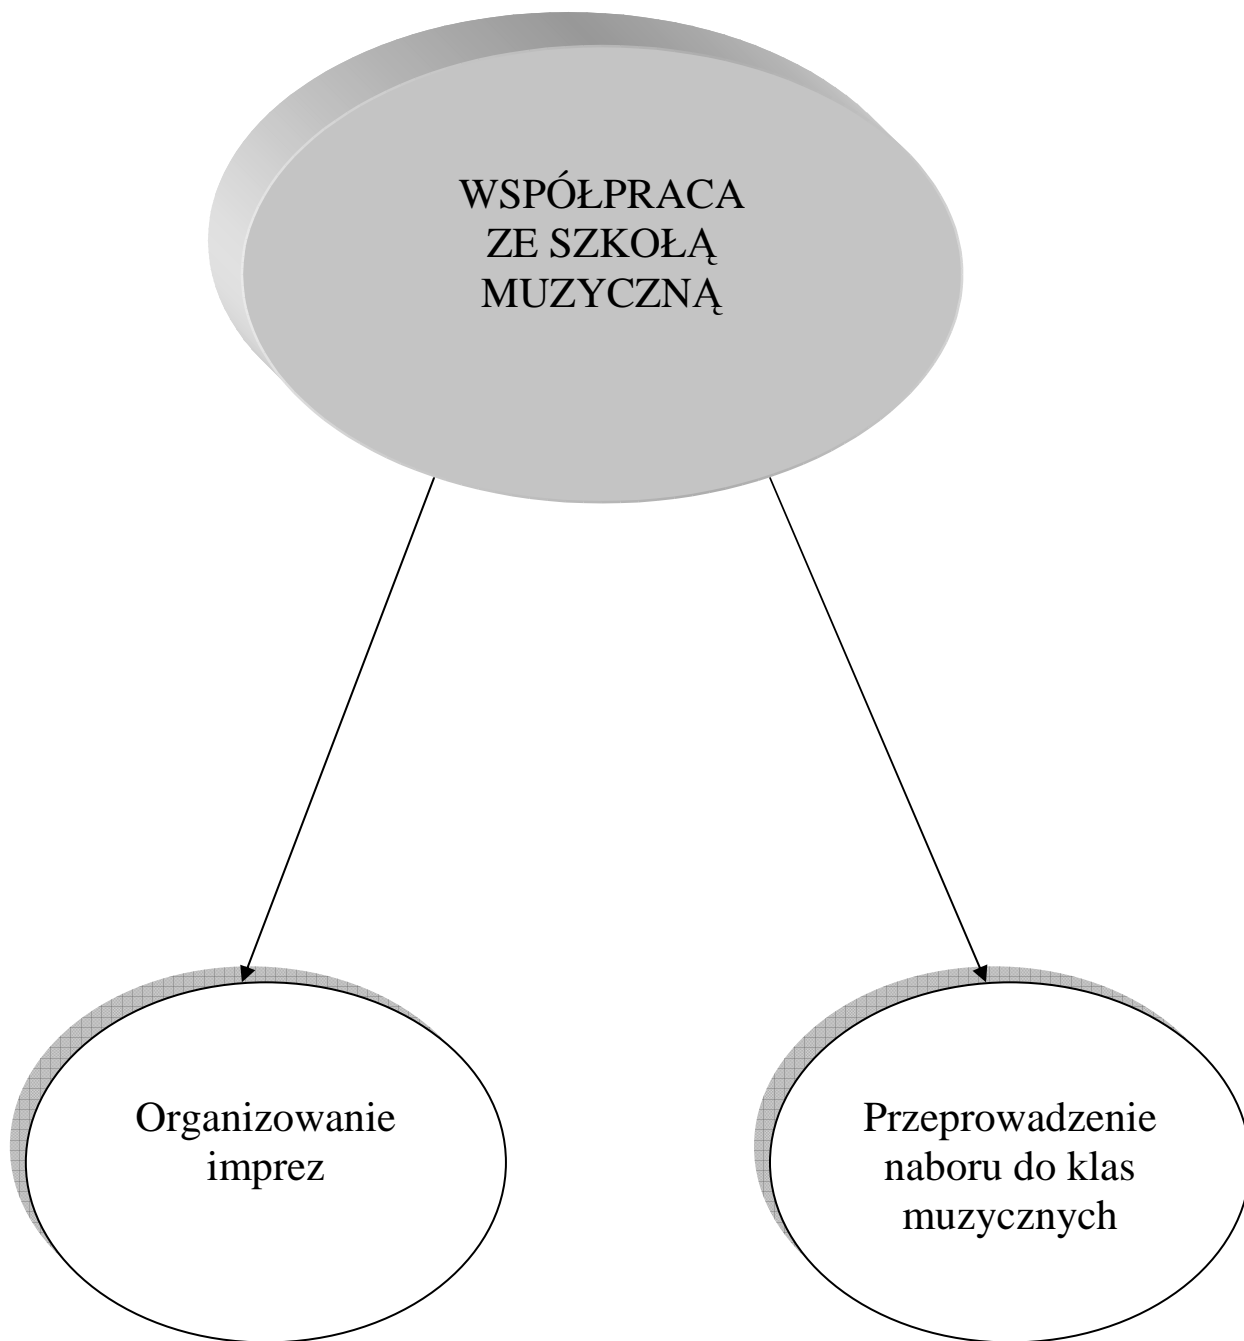 WSPÓŁPRACA
ZE SZKOŁĄ
MUZYCZNĄ
Organizowanie
imprez
Przeprowadzenie
naboru do klas
muzycznych